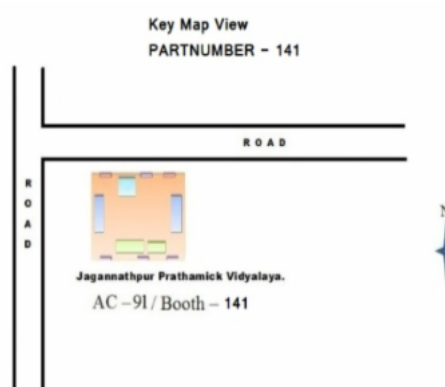 Key Map View
PARTNUMBER - 141
ROAD
ROAD
Jagannathpur Prathamick Vidyalaya.
AC -91/ Booth - 141
N